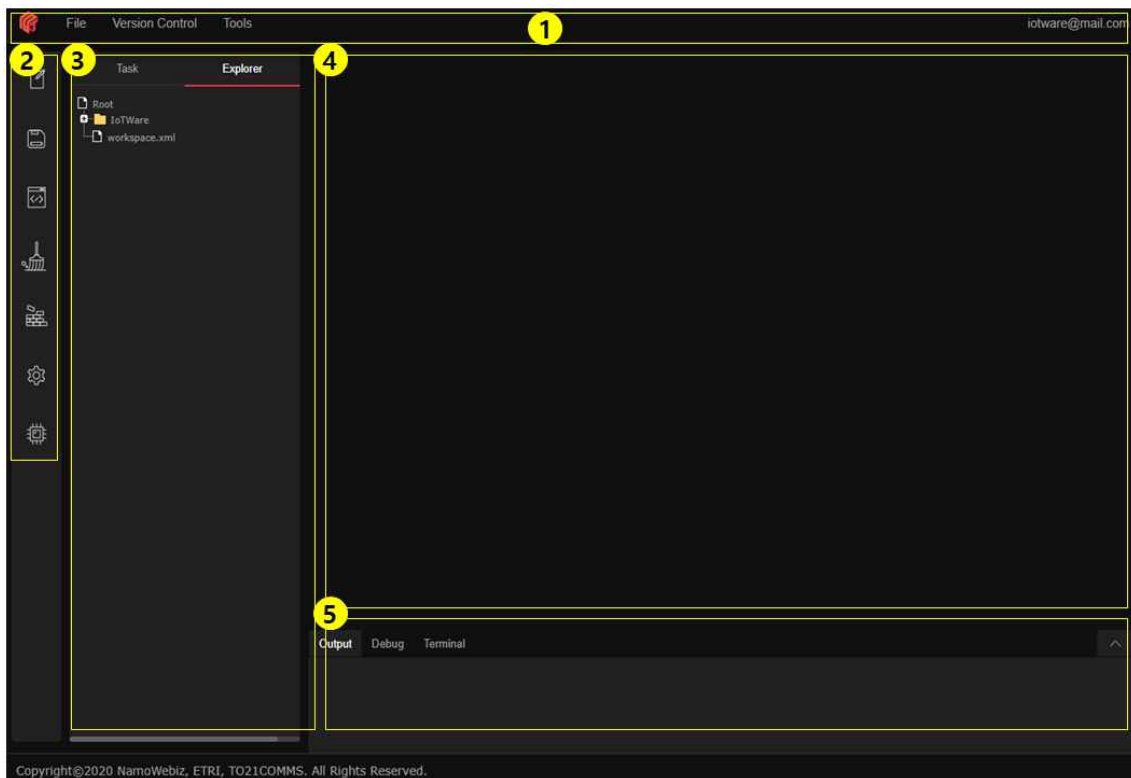 File Version Control Tools iotware@mail.com
1
2
3
4
Task Explorer
Root
IoTWare
workspace.xml
5
Output Debug Terminal
Copyright©2020 NamoWebiz, ETRI, TO21COMMS. All Rights Reserved.